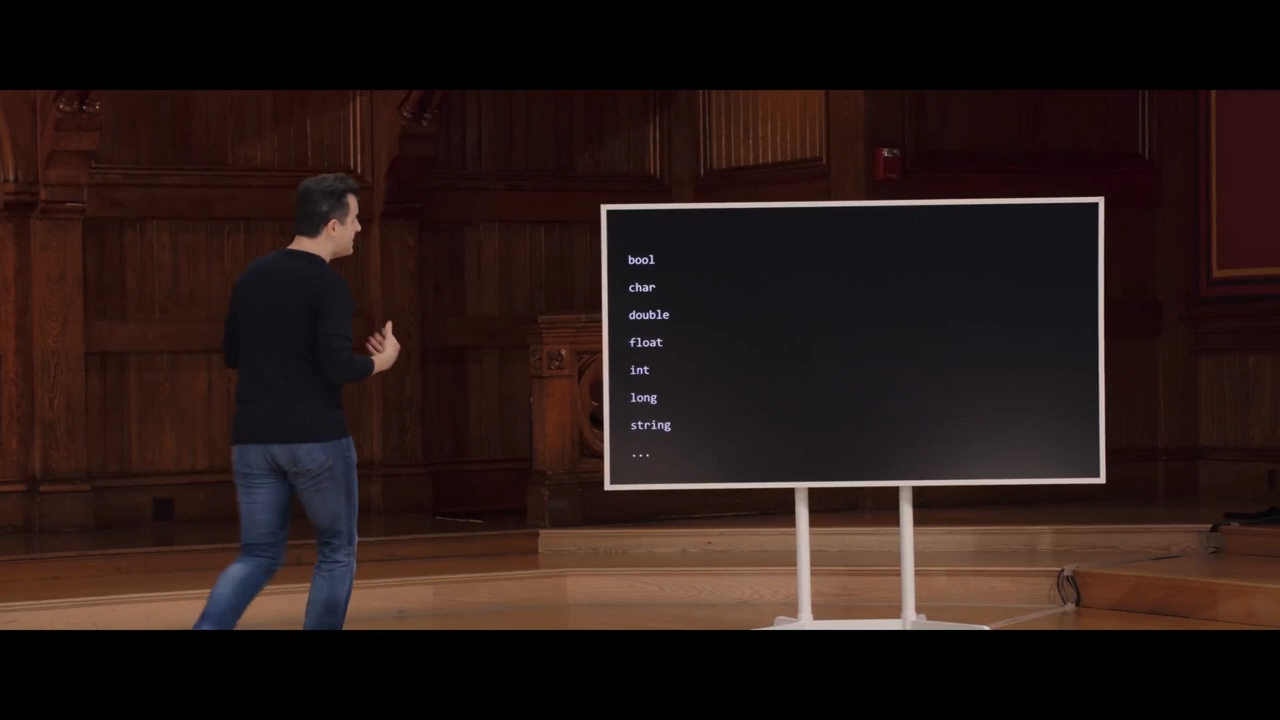 bool
char
double
float
int
long
string
...